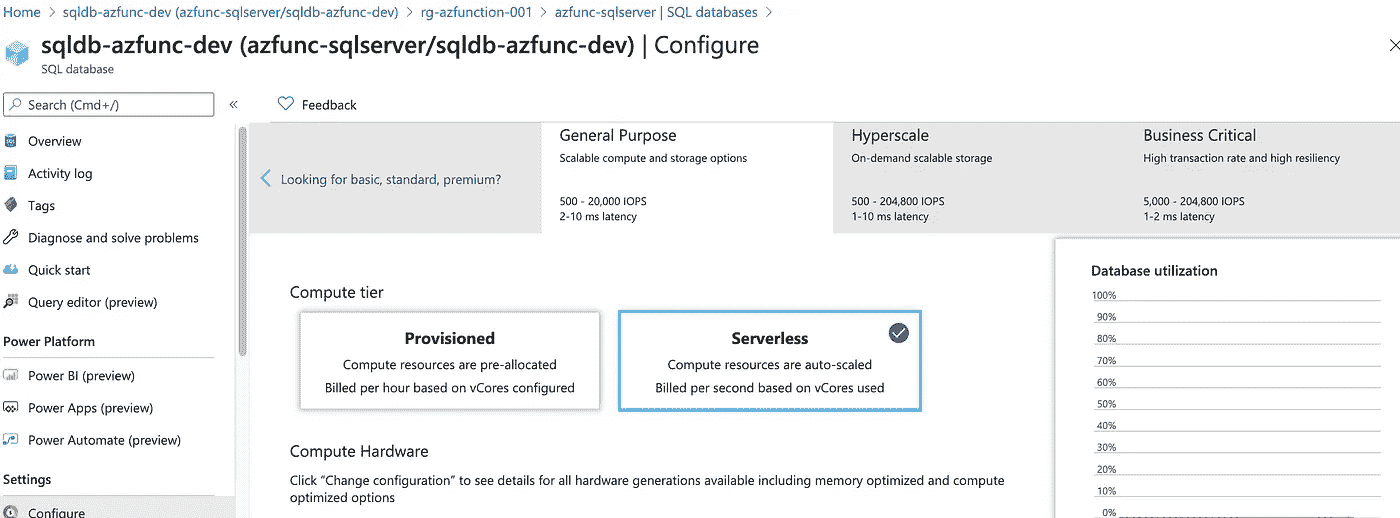 Home > sqldb-azfunc-dev (azfunc-sqlserver/sqldb-azfunc-dev) > rg-azfunction-001 > azfunc-sqlserver | SQL databases >
sqldb-azfunc-dev (azfunc-sqlserver/sqldb-azfunc-dev) | Configure
SQL database
Search (Cmd+/)
«
Feedback
Overview
Activity log
Tags
Diagnose and solve problems
Quick start
Query editor (preview)
Power Platform
Power BI (preview)
Power Apps (preview)
Power Automate (preview)
Settings
Configure
Looking for basic, standard, premium?
General Purpose
Scalable compute and storage options
500 - 20,000 IOPS
2-10 ms latency
Hyperscale
On-demand scalable storage
500 - 204,800 IOPS
1-10 ms latency
Business Critical
High transaction rate and high resiliency
5,000 - 204,800 IOPS
1-2 ms latency
Compute tier
Provisioned
Compute resources are pre-allocated
Billed per hour based on vCores configured
Serverless
Compute resources are auto-scaled
Billed per second based on vCores used
Compute Hardware
Click "Change configuration" to see details for all hardware generations available including memory optimized and compute
optimized options
Database utilization
100%
90%
80%
70%
60%
50%
40%
30%
20%
10%
0%